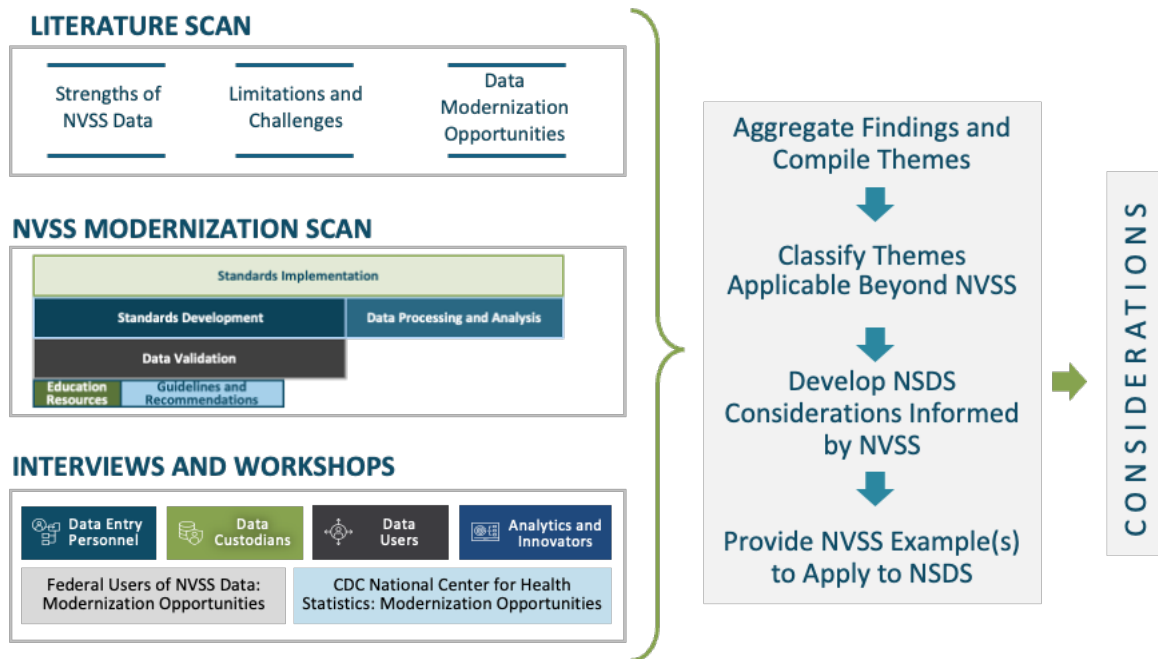 LITERATURE SCAN
Strengths of
NVSS Data
Limitations and
Challenges
Data
Modernization
Opportunities
NVSS MODERNIZATION SCAN
Standards Implementation
Standards Development
Data Processing and Analysis
Data Validation
Education
Resources
Guidelines and
Recommendations
INTERVIEWS AND WORKSHOPS
Data Entry
Personnel
Data
Custodians
Data
Users
Analytics and
Innovators
Federal Users of NVSS Data:
Modernization Opportunities
CDC National Center for Health
Statistics: Modernization Opportunities
Aggregate Findings and
Compile Themes
Classify Themes
Applicable Beyond NVSS
Develop NSDS
Considerations Informed
by NVSS
Provide NVSS Example(s)
to Apply to NSDS
CONSIDERATIONS